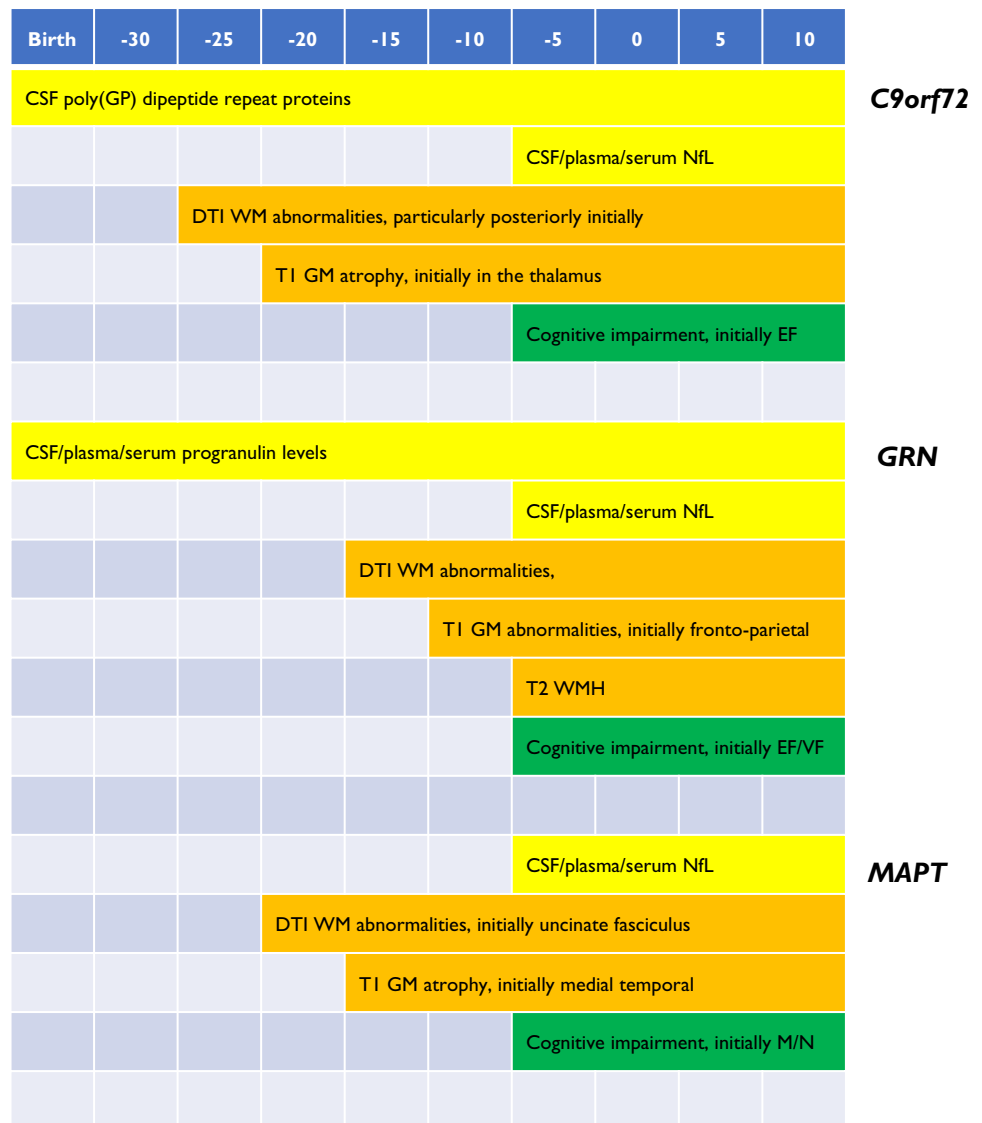 Birth -30 -25 -20 -15 -10 -5 0 5 10
CSF poly(GP) dipeptide repeat proteins
C9orf72
CSF/plasma/serum NfL
DTI WM abnormalities, particularly posteriorly initially
T1 GM atrophy, initially in the thalamus
Cognitive impairment, initially EF
CSF/plasma/serum progranulin levels
GRN
CSF/plasma/serum NfL
DTI WM abnormalities,
T1 GM abnormalities, initially fronto-parietal
T2 WMH
Cognitive impairment, initially EF/VF
CSF/plasma/serum NfL
MAPT
DTI WM abnormalities, initially uncinate fasciculus
T1 GM atrophy, initially medial temporal
Cognitive impairment, initially M/N